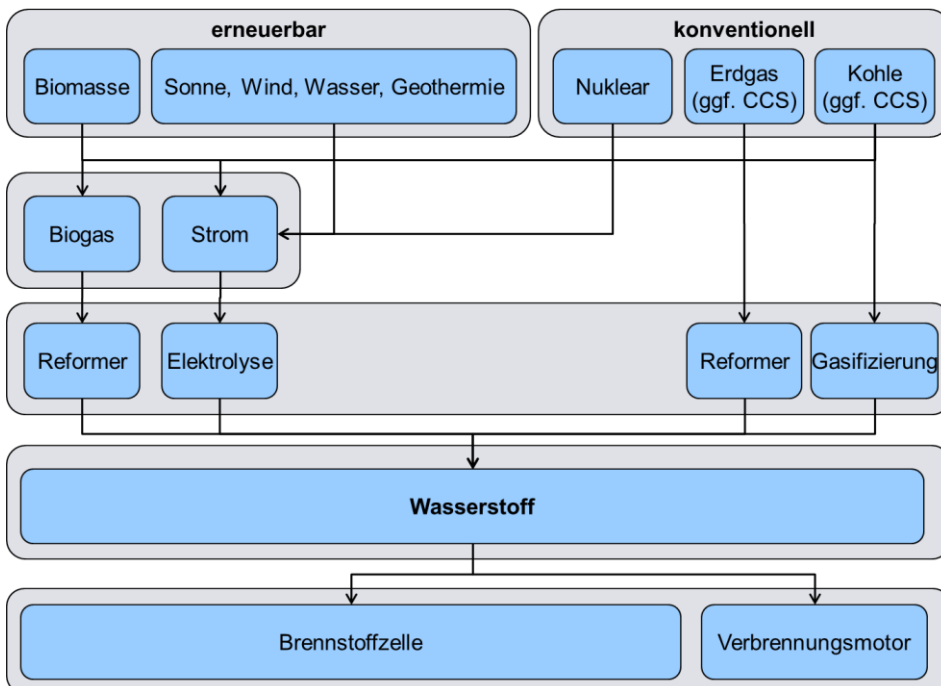 erneuerbar
konventionell
Biomasse
Sonne, Wind, Wasser, Geothermie
Nuklear
Erdgas
(ggf. CCS)
Kohle
(ggf. CCS)
Biogas
Strom
Reformer
Elektrolyse
Reformer
Gasifizierung
Wasserstoff
Brennstoffzelle
Verbrennungsmotor